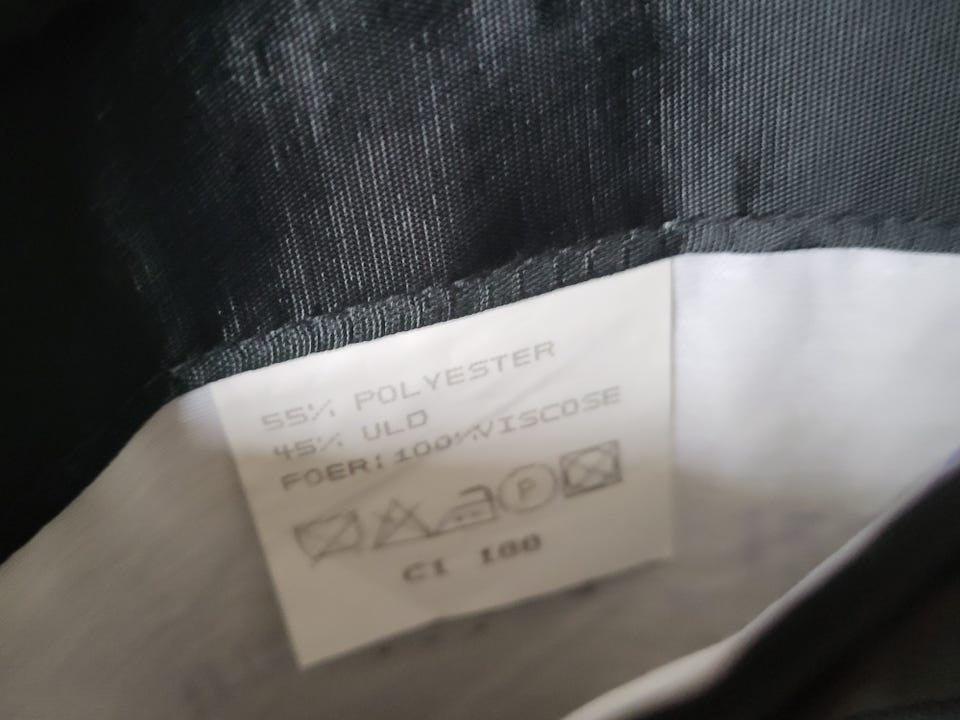 55% POLYESTER
45% ULD
FOER: 100% VISCOSE
P
CI 100